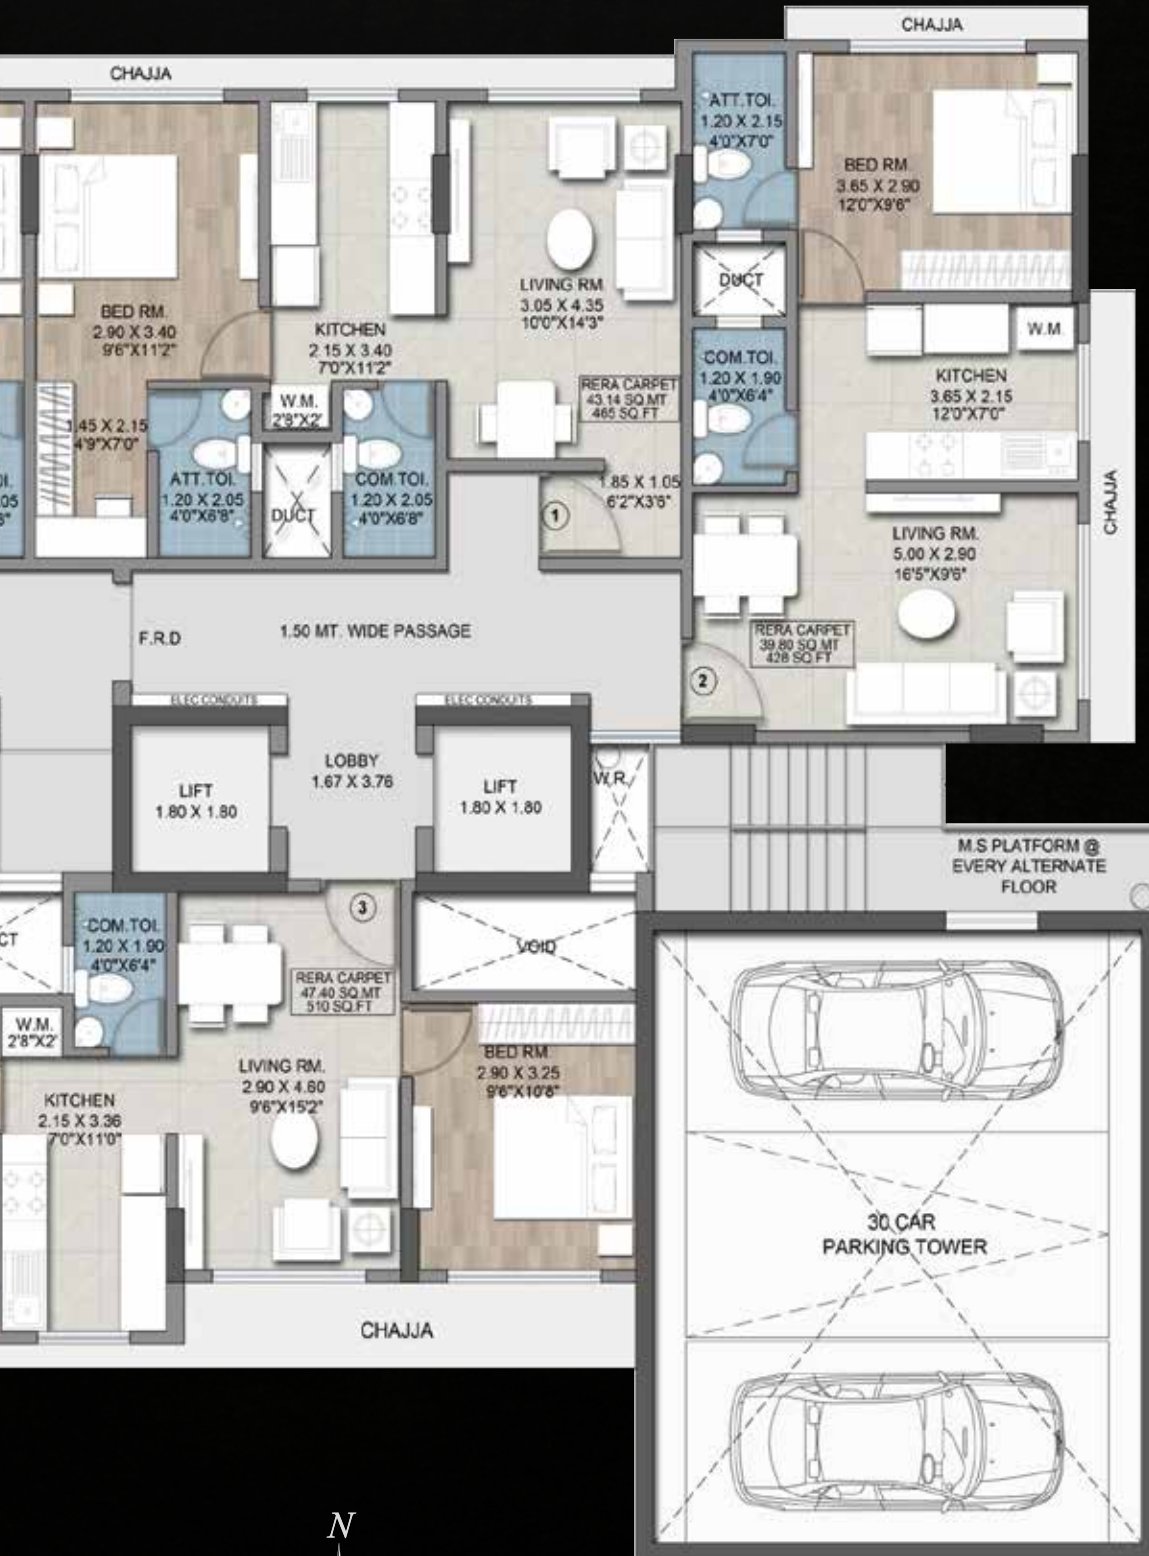 CHAJJA
CHAJJA
ATT.TOI.
1.20 X 2.15
4'0"X7'0"
BED RM.
3.65 X 2.90
12'0"X9'6"
DUCT
LIVING RM.
3.05 X 4.35
10'0"X14'3"
BED RM.
2.90 X 3.40
9'6"X11'2"
KITCHEN
2.15 X 3.40
7'0"X11'2"
W.M.
COM.TOI.
1.20 X 1.90
4'0"X6'4"
KITCHEN
3.65 X 2.15
12'0"X7'0"
RERA CARPET
43.14 SQ.MT
465 SQ.FT
W.M.
2'8"X2'
1.45 X 2.15
4'9"X7'0"
ATT.TOI.
1.20 X 2.05
4'0"X6'8"
DUCT
COM.TOI.
1.20 X 2.05
4'0"X6'8"
1.85 X 1.05
6'2"X3'6"
1
CHAJJA
LIVING RM.
5.00 X 2.90
16'5"X9'6"
F.R.D
1.50 MT. WIDE PASSAGE
RERA CARPET
39.80 SQ.MT
428 SQ.FT
2
ELEC CONDUITS
ELEC CONDUITS
LIFT
1.80 X 1.80
LOBBY
1.67 X 3.76
LIFT
1.80 X 1.80
W.R.
M.S PLATFORM @
EVERY ALTERNATE
FLOOR
3
COM.TOI.
1.20 X 1.90
4'0"X6'4"
VOID
RERA CARPET
47.40 SQ.MT
510 SQ.FT
W.M.
2'8"X2'
LIVING RM.
2.90 X 4.60
9'6"X15'2"
BED RM.
2.90 X 3.25
9'6"X10'8"
KITCHEN
2.15 X 3.36
7'0"X11'0"
30 CAR
PARKING TOWER
CHAJJA
N